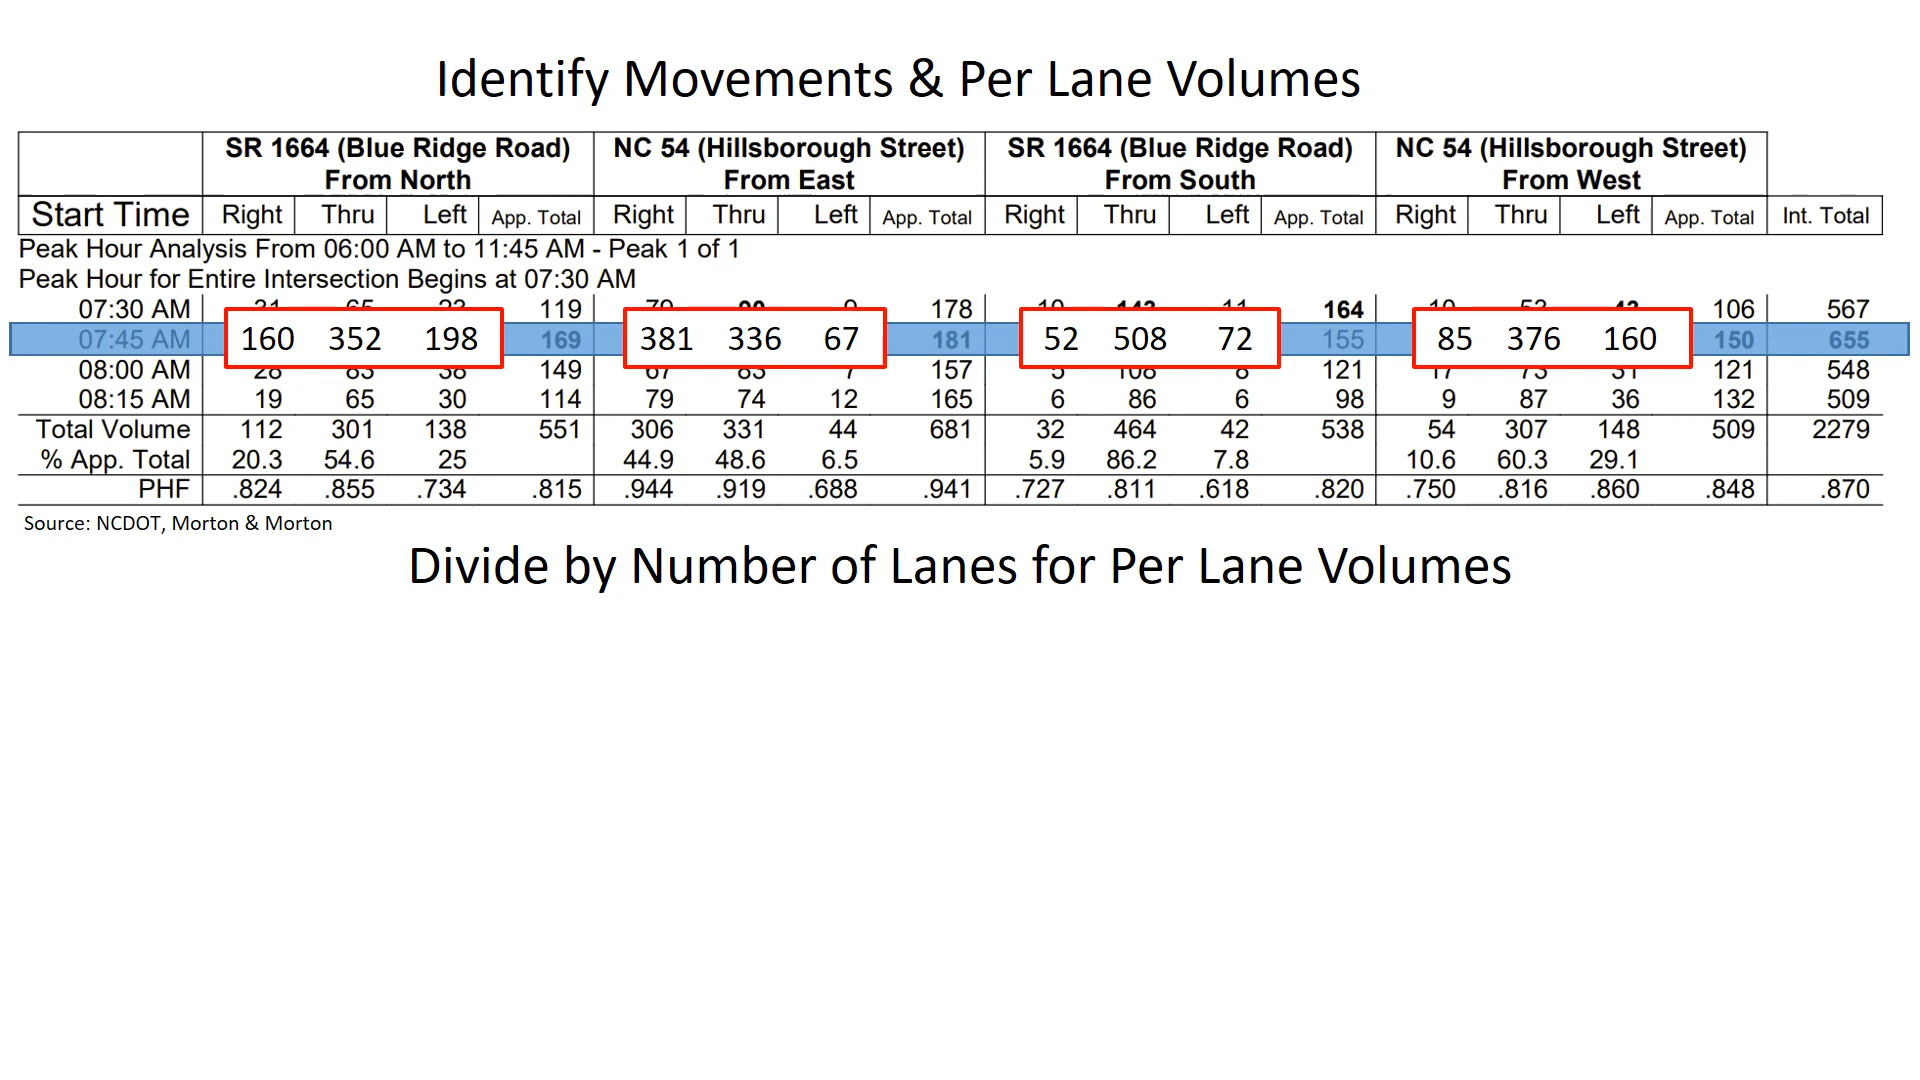 Identify Movements & Per Lane Volumes
SR 1664 (Blue Ridge Road) NC 54 (Hillsborough Street) SR 1664 (Blue Ridge Road) NC 54 (Hillsborough Street)
From North From East From South From West
Start Time Right Thru Left App. Total Right Thru Left App. Total Right Thru Left App. Total Right Thru Left App. Total Int. Total
Peak Hour Analysis From 06:00 AM to 11:45 AM - Peak 1 of 1
Peak Hour for Entire Intersection Begins at 07:30 AM
07:30 AM 119 178 164 106 567
07:45 AM 160 352 198 169 381 336 67 181 52 508 72 155 85 376 160 150 655
08:00 AM 149 157 121 121 548
08:15 AM 19 65 30 114 79 74 12 165 6 86 6 98 9 87 36 132 509
Total Volume 112 301 138 551 306 331 44 681 32 464 42 538 54 307 148 509 2279
% App. Total 20.3 54.6 25 44.9 48.6 6.5 5.9 86.2 7.8 10.6 60.3 29.1
PHF .824 .855 .734 .815 .944 .919 .688 .941 .727 .811 .618 .820 .750 .816 .860 .848 .870
Source: NCDOT, Morton & Morton
Divide by Number of Lanes for Per Lane Volumes